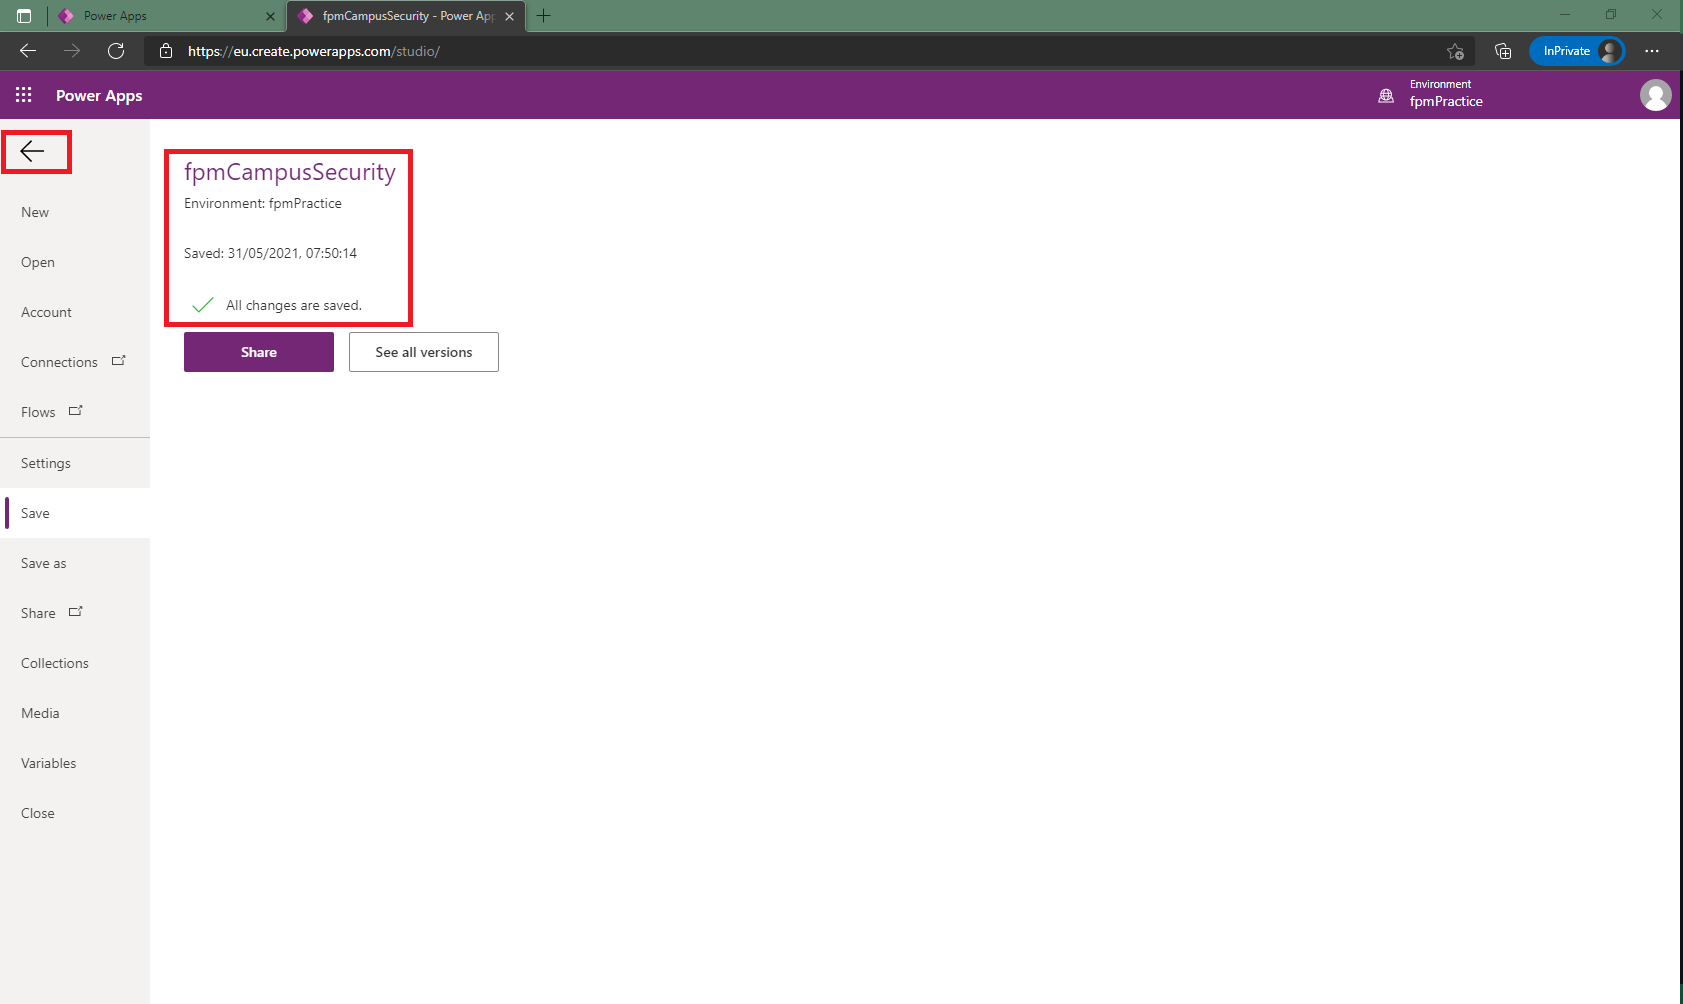 Power Apps
fpmCampusSecurity - Power Ap
https://eu.create.powerapps.com/studio/
InPrivate
Power Apps
Environment
fpmPractice
New
Open
Account
Connections
Flows
Settings
Save
Save as
Share
Collections
Media
Variables
Close
fpmCampusSecurity
Environment: fpmPractice
Saved: 31/05/2021, 07:50:14
All changes are saved.
Share
See all versions